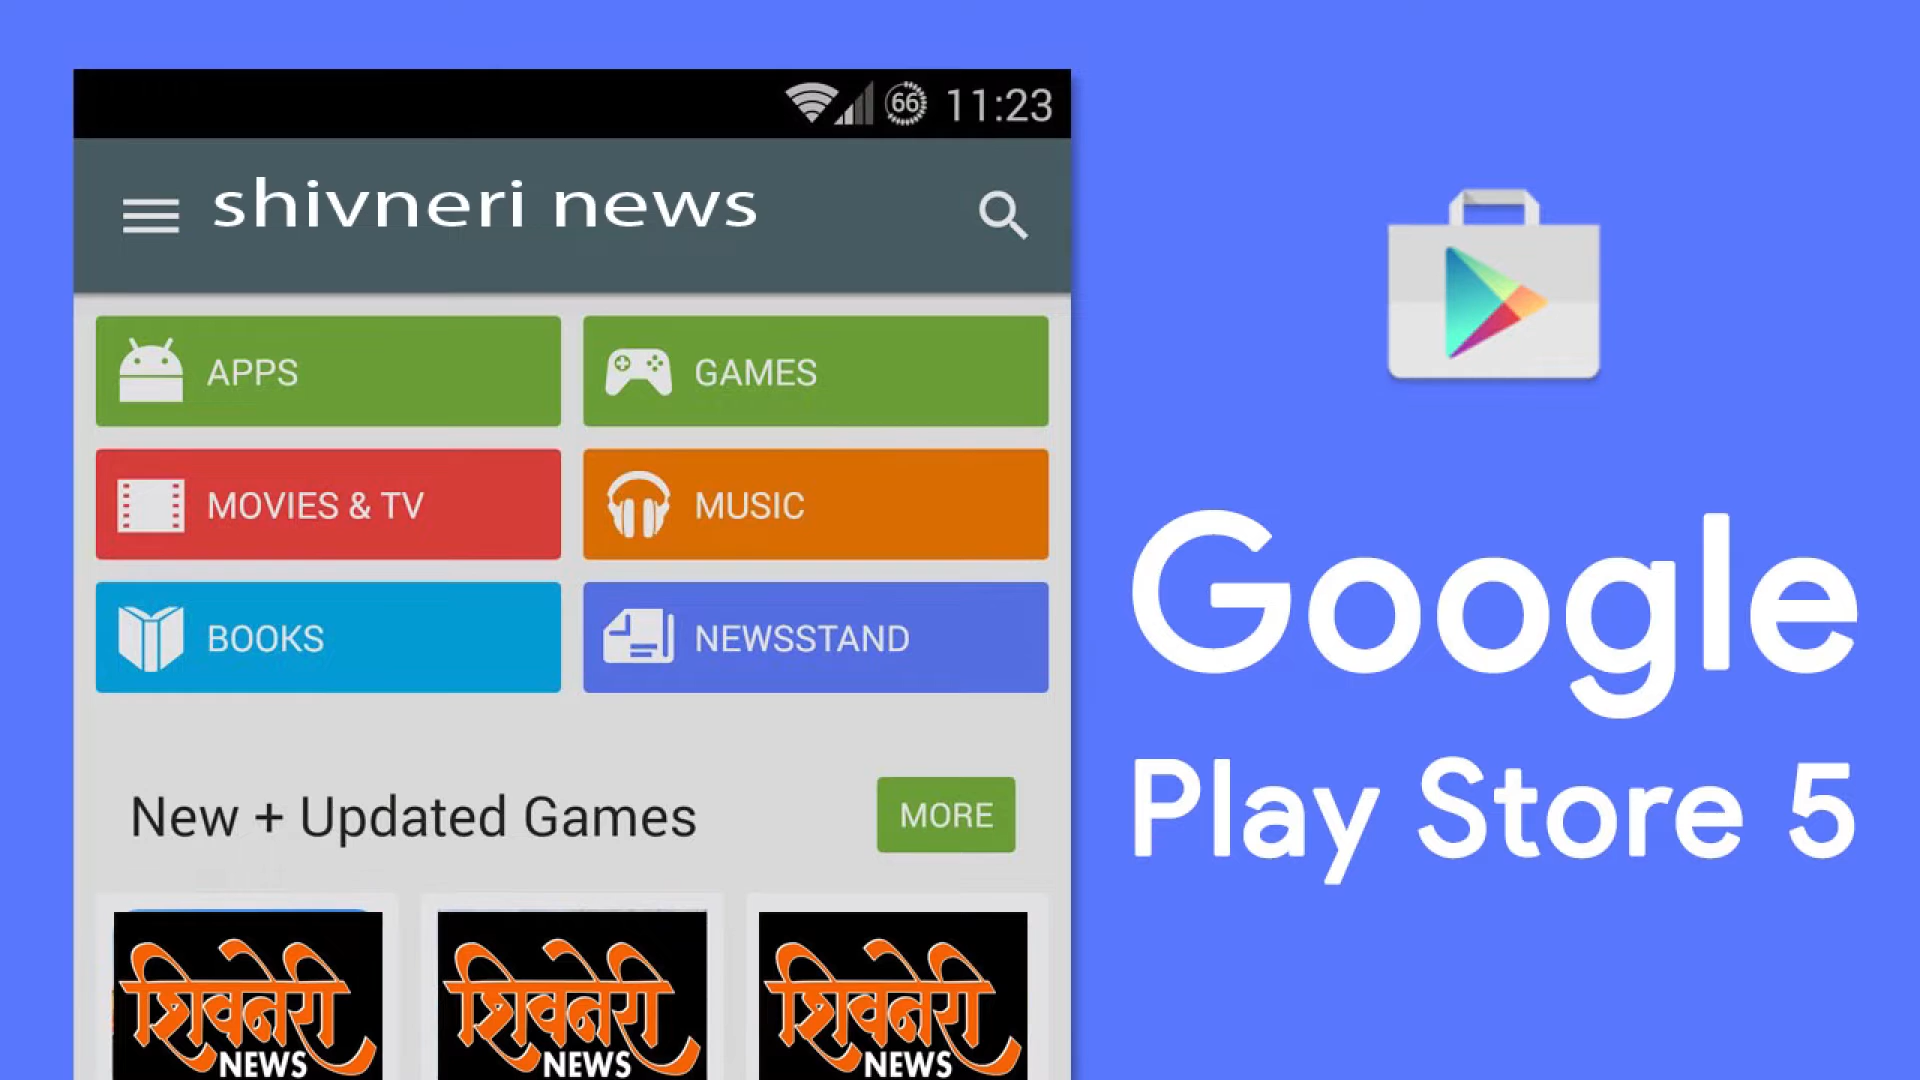 66 11:23
shivneri news
APPS
GAMES
MOVIES & TV
MUSIC
BOOKS
NEWSSTAND
New + Updated Games
MORE
शिवनेरी
NEWS
शिवनेरी
NEWS
शिवनेरी
NEWS
Google
Play Store 5